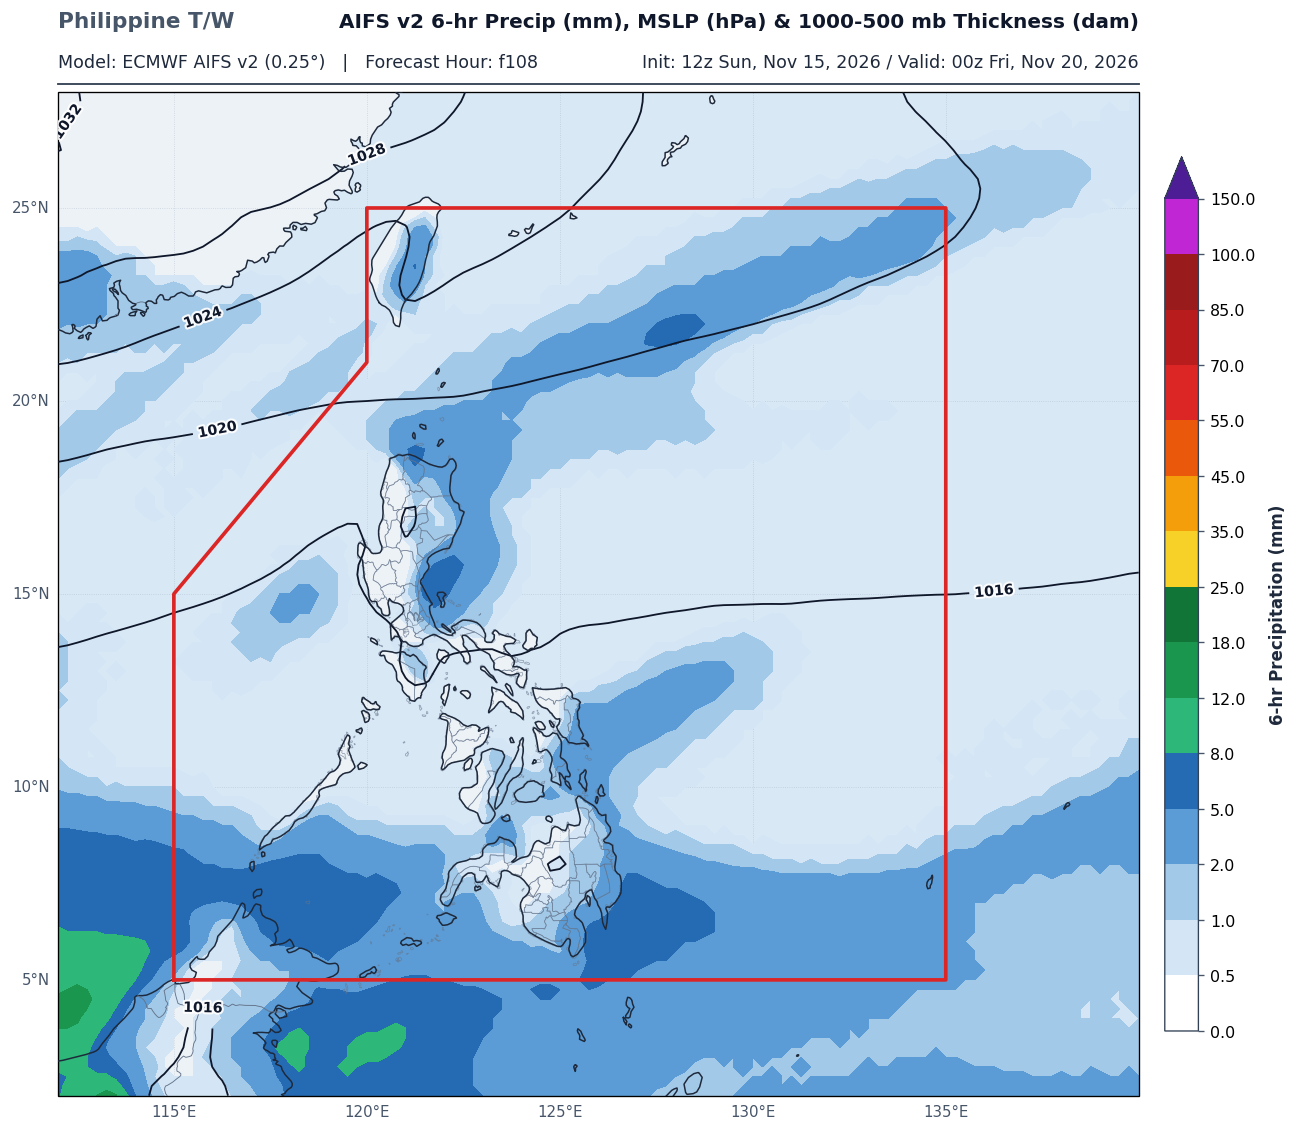 Philippine T/W
AIFS v2 6-hr Precip (mm), MSLP (hPa) & 1000-500 mb Thickness (dam)
Model: ECMWF AIFS v2 (0.25°) | Forecast Hour: f108
Init: 12z Sun, Nov 15, 2026 / Valid: 00z Fri, Nov 20, 2026
1032
1028
1024
1020
1016
1016
25°N
20°N
15°N
10°N
5°N
115°E
120°E
125°E
130°E
135°E
150.0
100.0
85.0
70.0
55.0
45.0
35.0
25.0
18.0
12.0
8.0
5.0
2.0
1.0
0.5
0.0
6-hr Precipitation (mm)